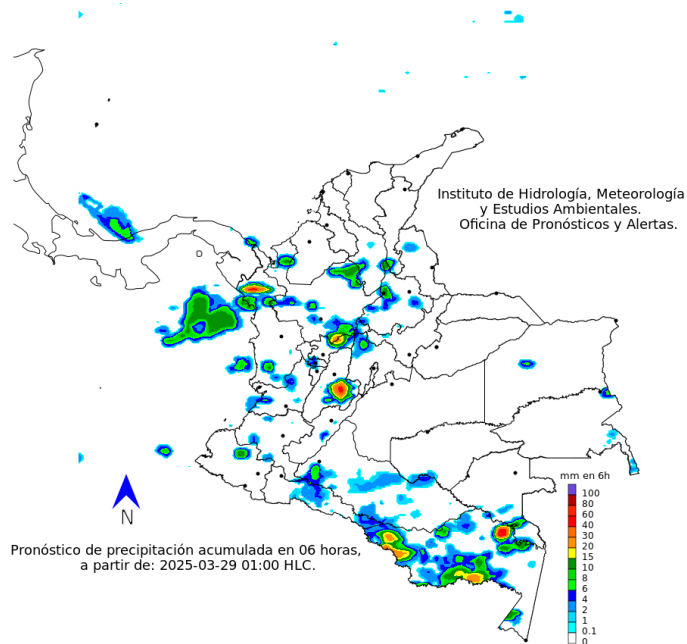 Instituto de Hidrología, Meteorología
y Estudios Ambientales.
Oficina de Pronósticos y Alertas.
N
Pronóstico de precipitación acumulada en 06 horas,
a partir de: 2025-03-29 01:00 HLC.
mm en 6h
100
80
60
40
30
20
15
10
8
6
4
2
1
0.1
0